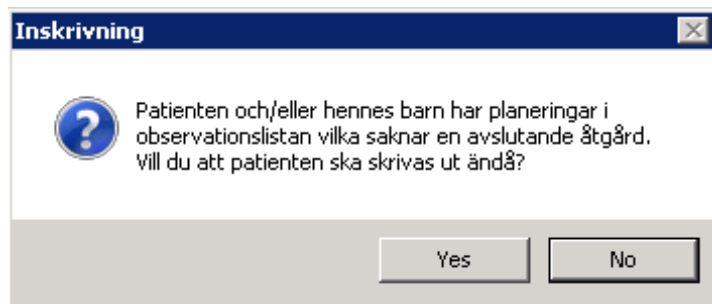 Inskrivning
Patienten och/eller hennes barn har planeringar i
observationslistan vilka saknar en avslutande åtgård.
Vill du att patienten ska skrivas ut ändå?
Yes
No